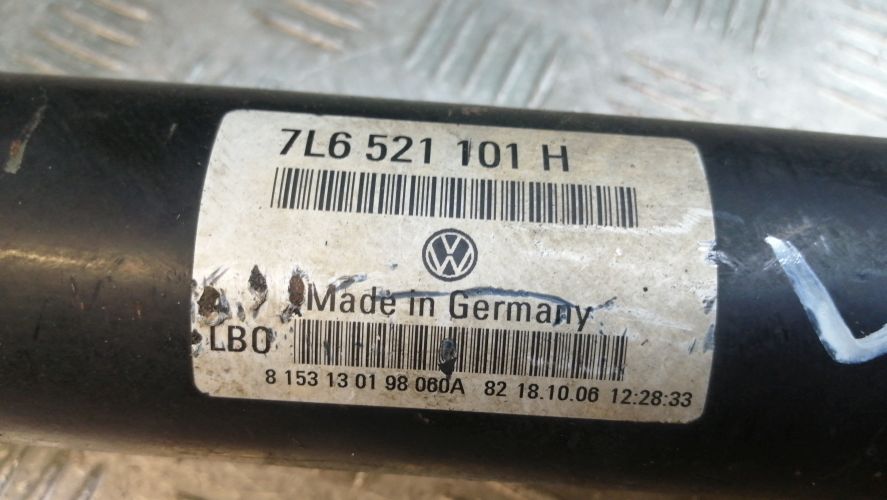 7L6 521 101 H
VW
Made in Germany
LBO
8 153 13 01 98 060A 82 18.10.06 12:28:33